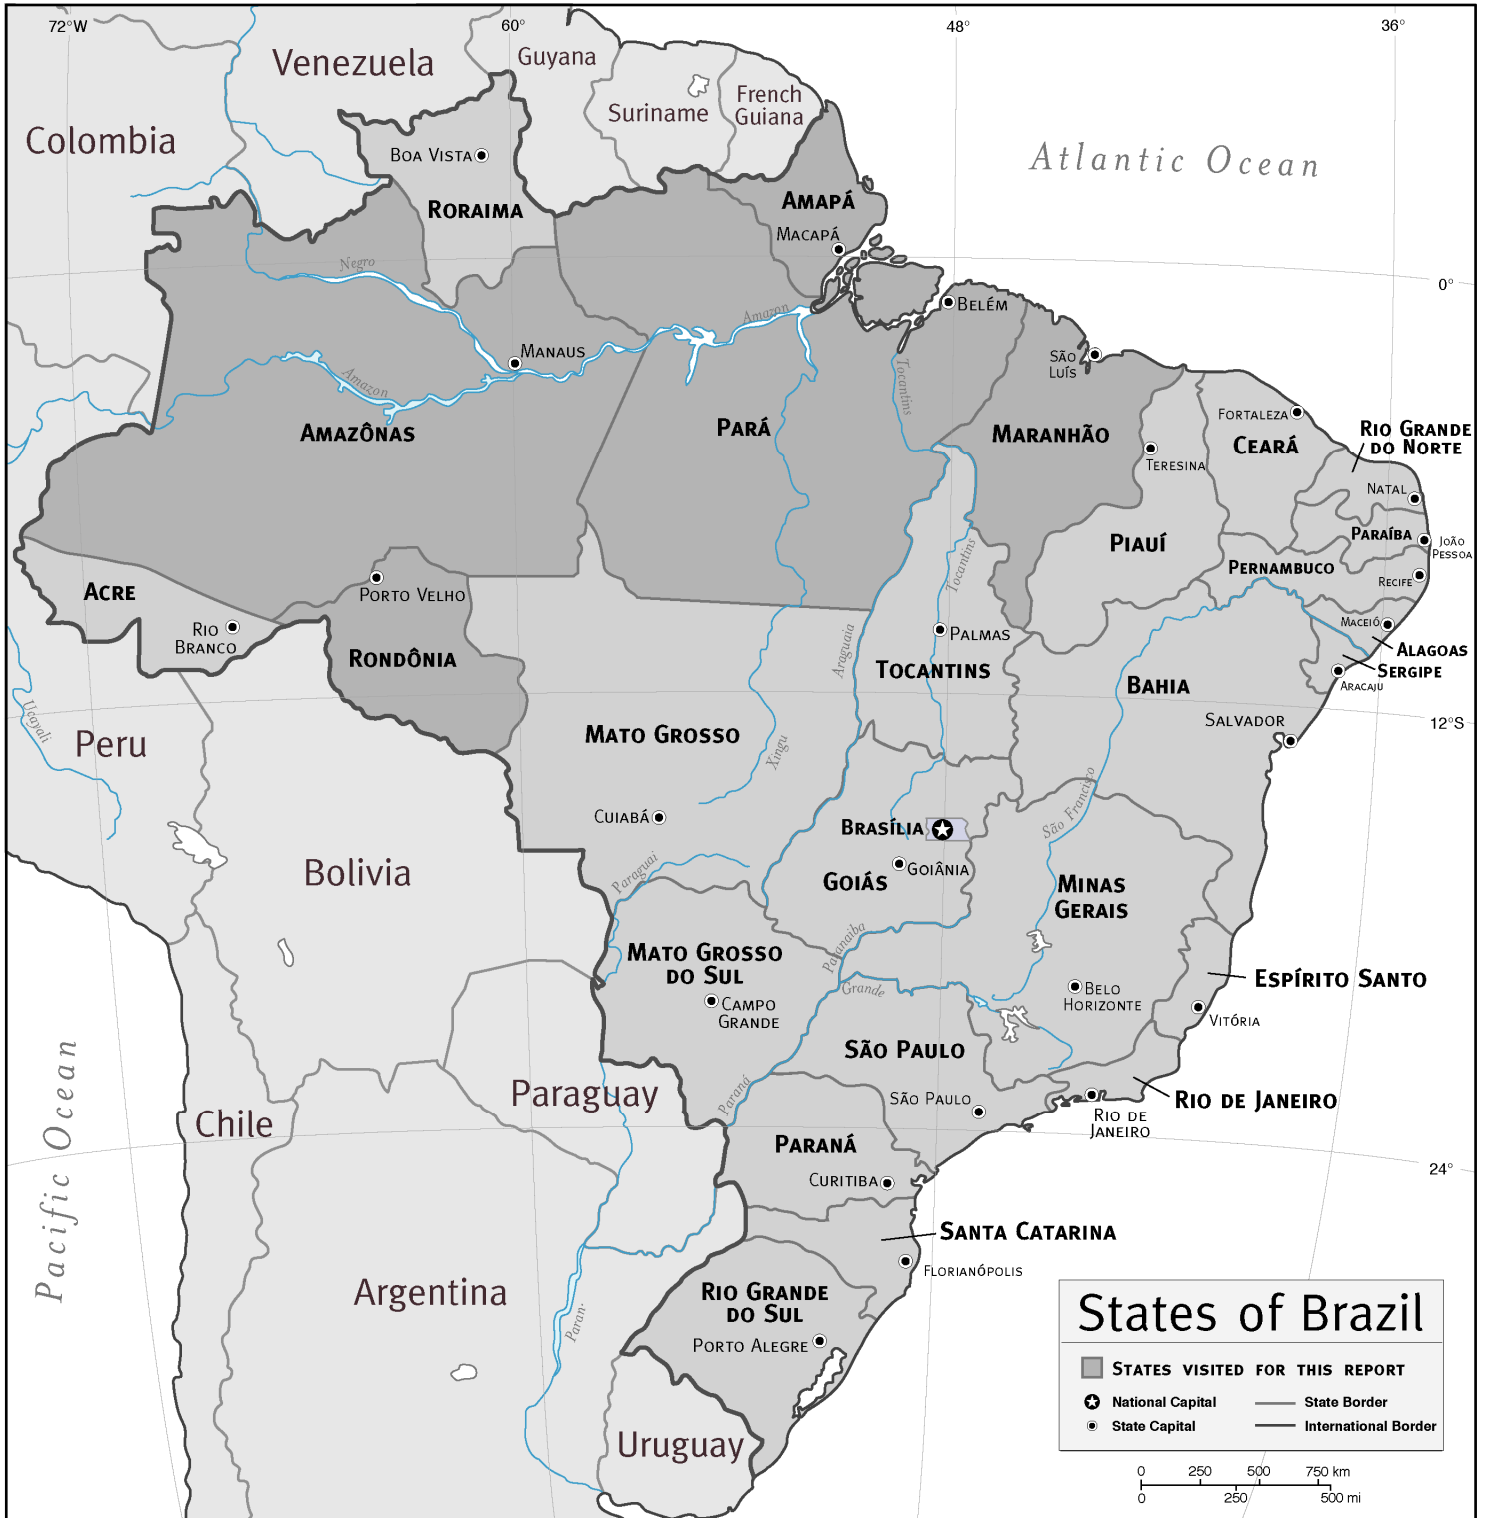 72°W
60°
48°
36°
Venezuela
Guyana
Suriname
French
Guiana
Colombia
Atlantic Ocean
BOA VISTA
RORAIMA
AMAPÁ
MACAPÁ
Negro
0°
BELÉM
Amazon
MANAUS
SÃO
LUÍS
Amazon
Tocantins
AMAZÔNAS
PARÁ
MARANHÃO
FORTALEZA
CEARÁ
RIO GRANDE
DO NORTE
TERESINA
NATAL
PIAUÍ
PARAÍBA
JOÃO
PESSOA
PERNAMBUCO
RECIFE
ACRE
PORTO VELHO
Tocantins
RIO
BRANCO
RONDÔNIA
Araguaia
PALMAS
TOCANTINS
MACEIÓ
ALAGOAS
SERGIPE
ARACAJU
BAHIA
SALVADOR
12°S
Ucayali
Peru
MATO GROSSO
Xingu
CUIABÁ
São Francisco
BRASÍLIA
GOIÂNIA
GOIÁS
Bolivia
Paraguai
MINAS
GERAIS
MATO GROSSO
DO SUL
Paranaiba
Grande
CAMPO
GRANDE
BELO
HORIZONTE
ESPÍRITO SANTO
VITÓRIA
SÃO PAULO
Pacific Ocean
Chile
Paraguay
Paraná
SÃO PAULO
RIO DE JANEIRO
RIO DE
JANEIRO
PARANÁ
CURITIBA
24°
SANTA CATARINA
FLORIANÓPOLIS
Argentina
Paran·
RIO GRANDE
DO SUL
PORTO ALEGRE
Uruguay
States of Brazil
STATES VISITED FOR THIS REPORT
National Capital
State Border
State Capital
International Border
0 250 500 750 km
0 250 500 mi